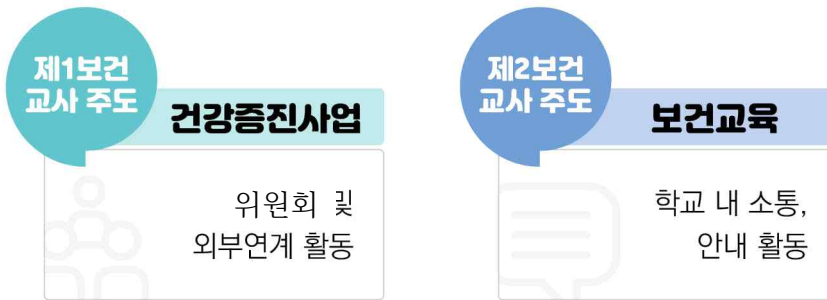 제1보건
교사 주도
건강증진사업
위원회 및
외부연계 활동
제2보건
교사 주도
보건교육
학교 내 소통,
안내 활동